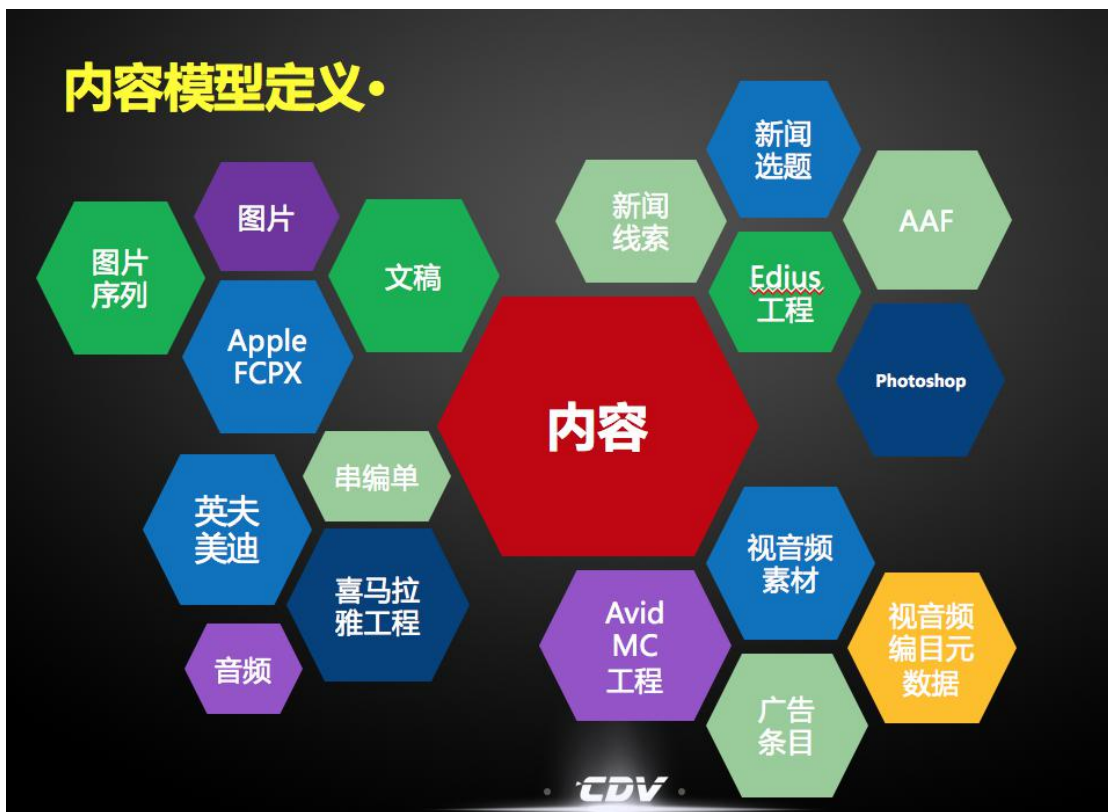 内容模型定义•
新闻
选题
新闻
线索
AAF
图片
图片
序列
文稿
Edius
工程
Apple
FCPX
Photoshop
内容
串编单
英夫
美迪
视音频
素材
喜马拉
雅工程
Avid
MC
工程
视音频
编目元
数据
音频
广告
条目
CDV